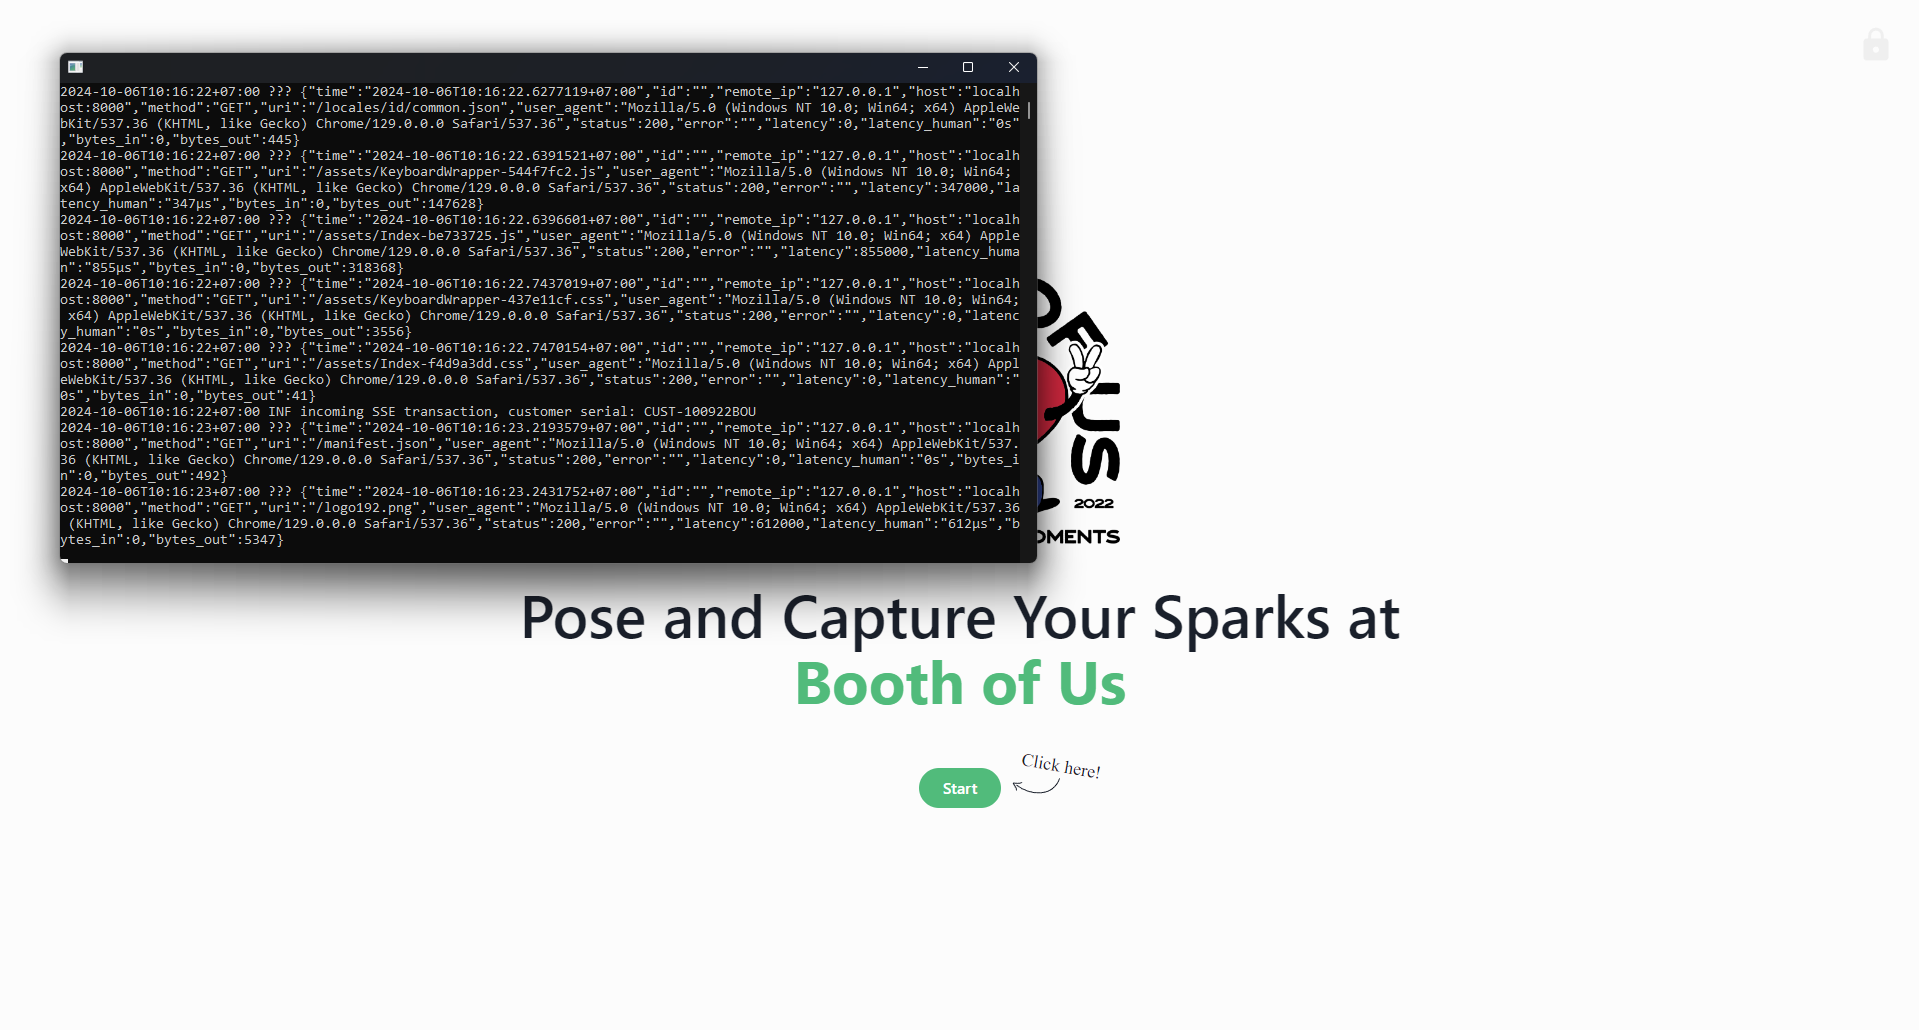 2024-10-06T10:16:22+07:00 ??? {"time":"2024-10-06T10:16:22.6277119+07:00","id":"","remote_ip":"127.0.0.1","host":"localh
ost:8000","method":"GET","uri":"/locales/id/common.json","user_agent":"Mozilla/5.0 (Windows NT 10.0; Win64; x64) AppleWe
bKit/537.36 (KHTML, like Gecko) Chrome/129.0.0.0 Safari/537.36","status":200,"error":"","latency":0,"latency_human":"0s"
,"bytes_in":0,"bytes_out":445}
2024-10-06T10:16:22+07:00 ??? {"time":"2024-10-06T10:16:22.6391521+07:00","id":"","remote_ip":"127.0.0.1","host":"localh
ost:8000","method":"GET","uri":"/assets/KeyboardWrapper-544f7fc2.js","user_agent":"Mozilla/5.0 (Windows NT 10.0; Win64;
x64) AppleWebKit/537.36 (KHTML, like Gecko) Chrome/129.0.0.0 Safari/537.36","status":200,"error":"","latency":347000,"la
tency_human":"347µs","bytes_in":0,"bytes_out":147628}
2024-10-06T10:16:22+07:00 ??? {"time":"2024-10-06T10:16:22.6396601+07:00","id":"","remote_ip":"127.0.0.1","host":"localh
ost:8000","method":"GET","uri":"/assets/Index-be733725.js","user_agent":"Mozilla/5.0 (Windows NT 10.0; Win64; x64) Apple
WebKit/537.36 (KHTML, like Gecko) Chrome/129.0.0.0 Safari/537.36","status":200,"error":"","latency":855000,"latency_huma
n":"855µs","bytes_in":0,"bytes_out":318368}
2024-10-06T10:16:22+07:00 ??? {"time":"2024-10-06T10:16:22.7437019+07:00","id":"","remote_ip":"127.0.0.1","host":"localh
ost:8000","method":"GET","uri":"/assets/KeyboardWrapper-437e11cf.css","user_agent":"Mozilla/5.0 (Windows NT 10.0; Win64;
x64) AppleWebKit/537.36 (KHTML, like Gecko) Chrome/129.0.0.0 Safari/537.36","status":200,"error":"","latency":0,"latenc
y_human":"0s","bytes_in":0,"bytes_out":3556}
2024-10-06T10:16:22+07:00 ??? {"time":"2024-10-06T10:16:22.7470154+07:00","id":"","remote_ip":"127.0.0.1","host":"localh
ost:8000","method":"GET","uri":"/assets/Index-f4d9a3dd.css","user_agent":"Mozilla/5.0 (Windows NT 10.0; Win64; x64) Appl
eWebKit/537.36 (KHTML, like Gecko) Chrome/129.0.0.0 Safari/537.36","status":200,"error":"","latency":0,"latency_human":"
0s","bytes_in":0,"bytes_out":41}
2024-10-06T10:16:22+07:00 INF incoming SSE transaction, customer serial: CUST-100922BOU
2024-10-06T10:16:23+07:00 ??? {"time":"2024-10-06T10:16:23.2193579+07:00","id":"","remote_ip":"127.0.0.1","host":"localh
ost:8000","method":"GET","uri":"/manifest.json","user_agent":"Mozilla/5.0 (Windows NT 10.0; Win64; x64) AppleWebKit/537.
36 (KHTML, like Gecko) Chrome/129.0.0.0 Safari/537.36","status":200,"error":"","latency":0,"latency_human":"0s","bytes_i
n":0,"bytes_out":492}
2024-10-06T10:16:23+07:00 ??? {"time":"2024-10-06T10:16:23.2431752+07:00","id":"","remote_ip":"127.0.0.1","host":"localh
ost:8000","method":"GET","uri":"/logo192.png","user_agent":"Mozilla/5.0 (Windows NT 10.0; Win64; x64) AppleWebKit/537.36
(KHTML, like Gecko) Chrome/129.0.0.0 Safari/537.36","status":200,"error":"","latency":612000,"latency_human":"612µs","b
ytes_in":0,"bytes_out":5347}
OF
US
2022
OMENTS
Pose and Capture Your Sparks at
Booth of Us
Click here!
Start